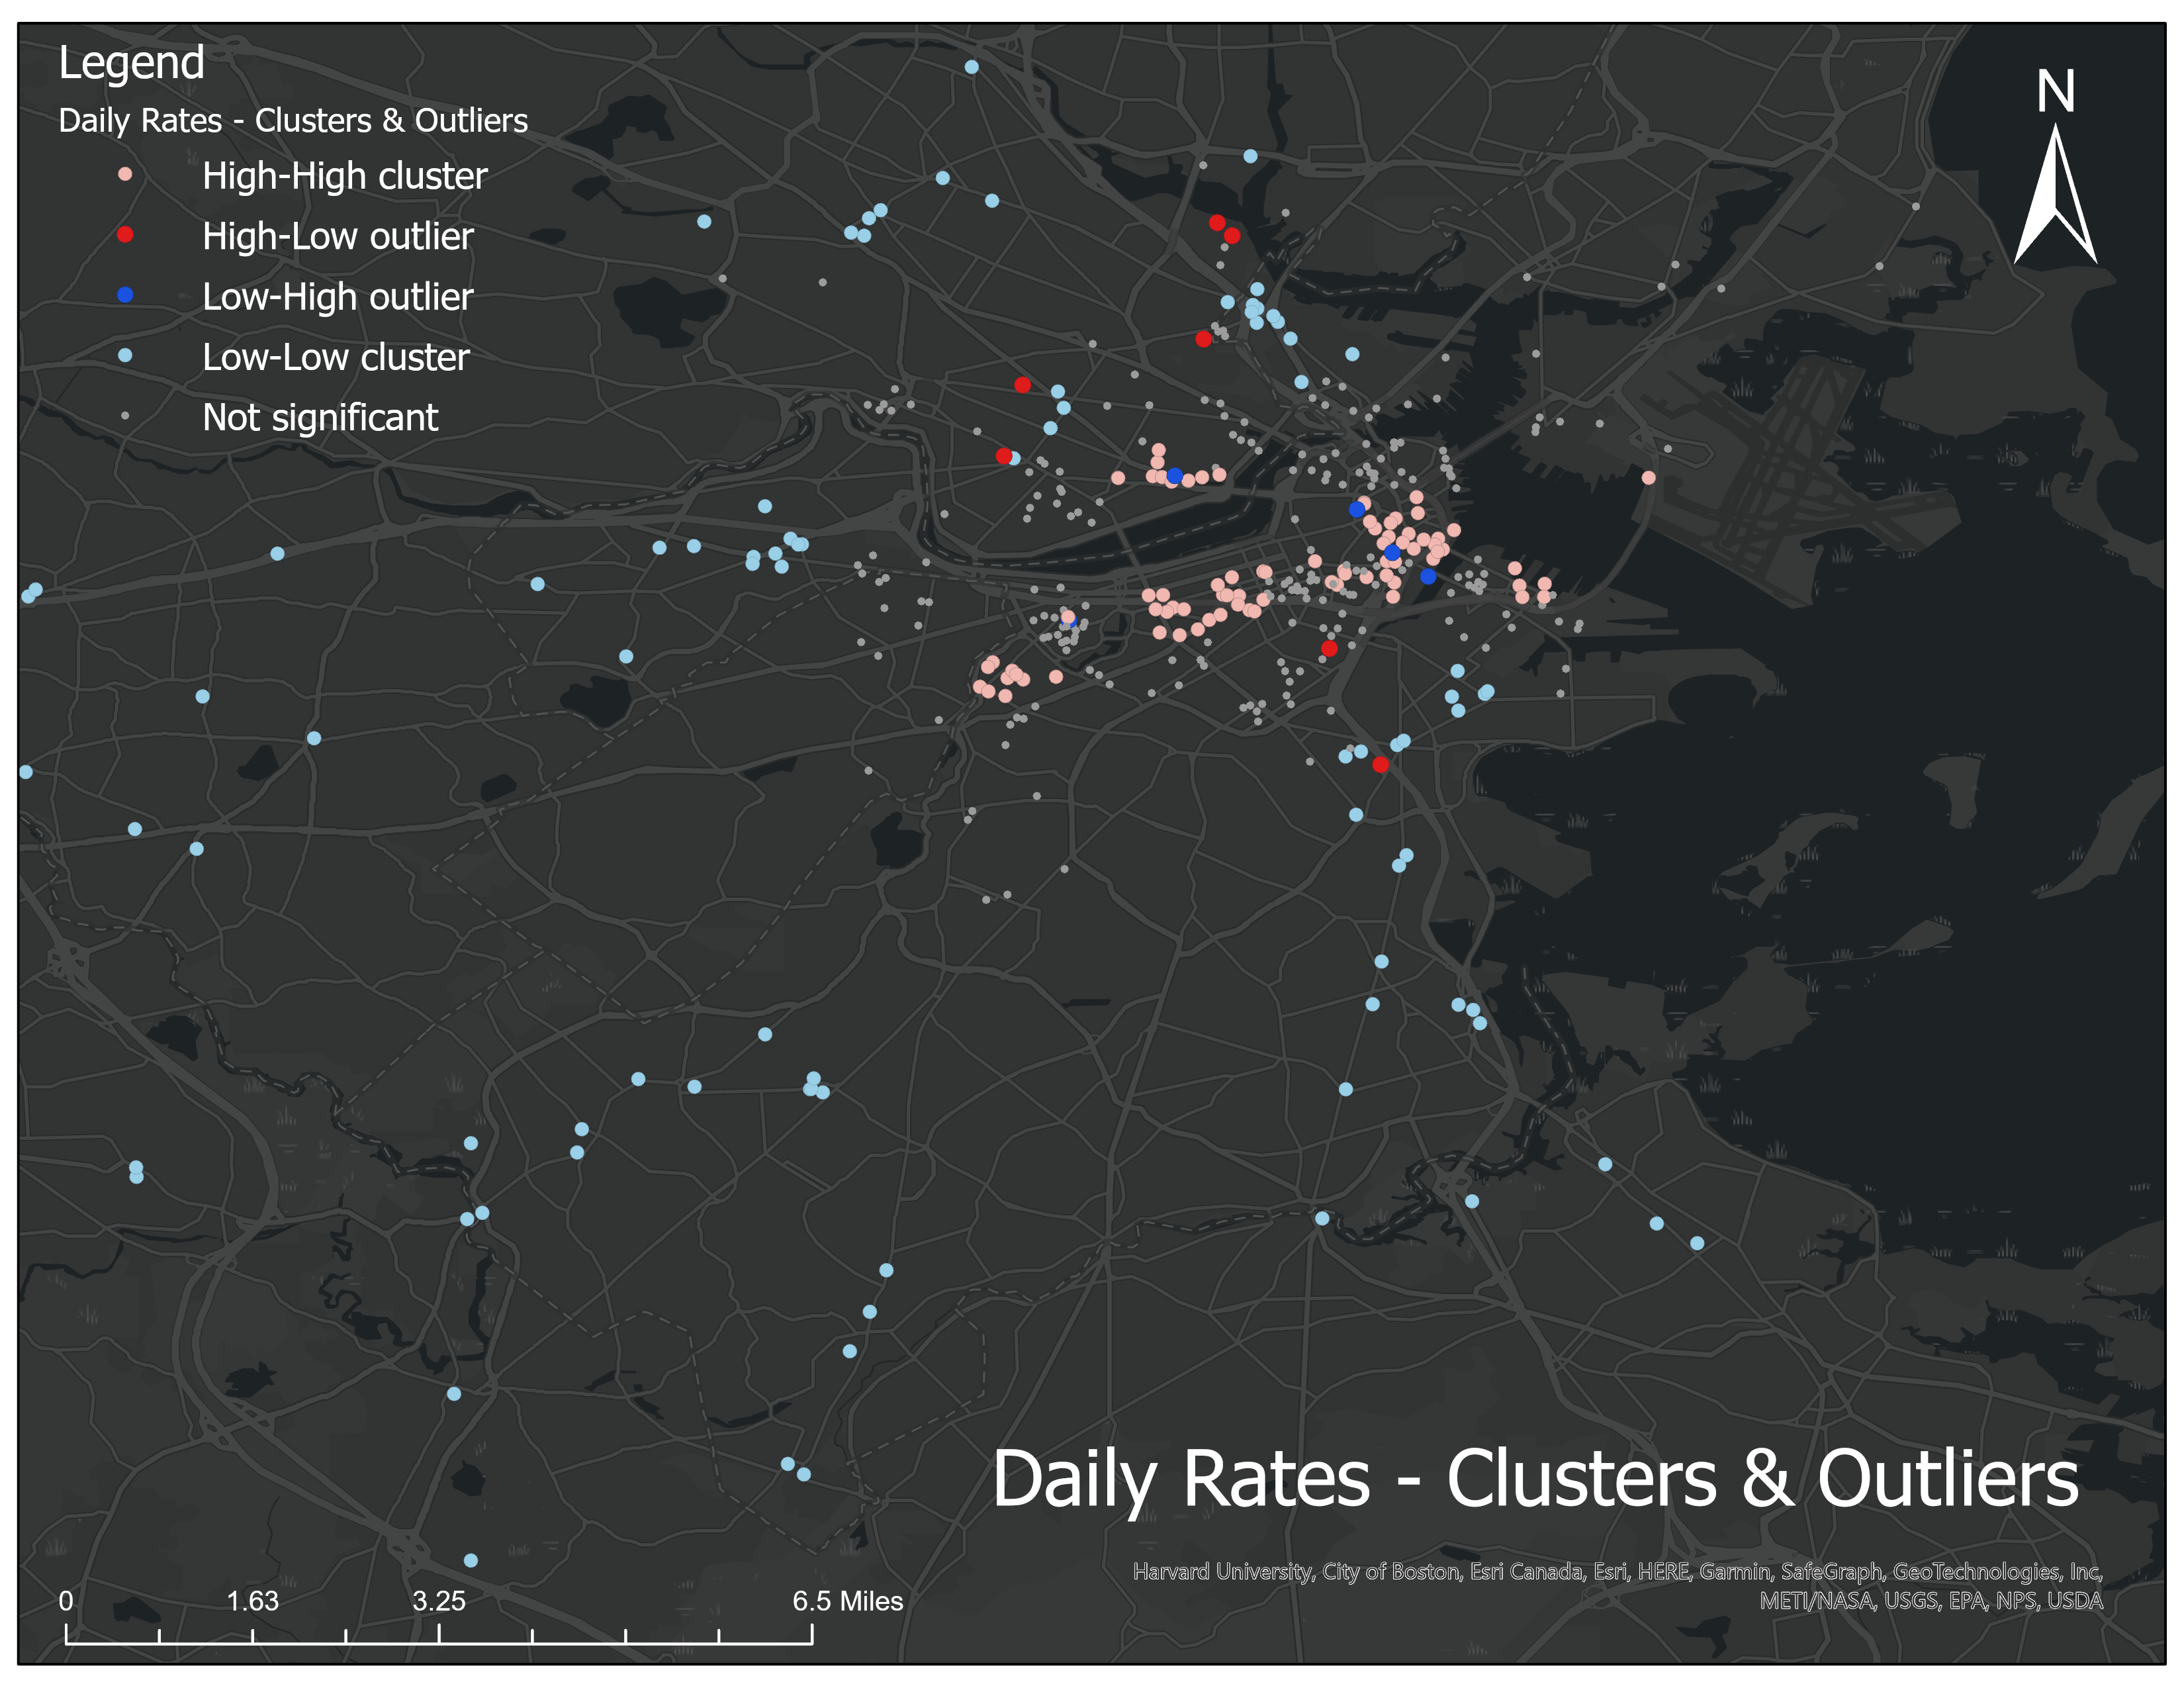 Legend
Daily Rates - Clusters & Outliers
High-High cluster
High-Low outlier
Low-High outlier
Low-Low cluster
Not significant
N
Daily Rates - Clusters & Outliers
Harvard University, City of Boston, Esri Canada, Esri, HERE, Garmin, SafeGraph, GeoTechnologies, Inc,
METI/NASA, USGS, EPA, NPS, USDA
0 1.63 3.25 6.5 Miles